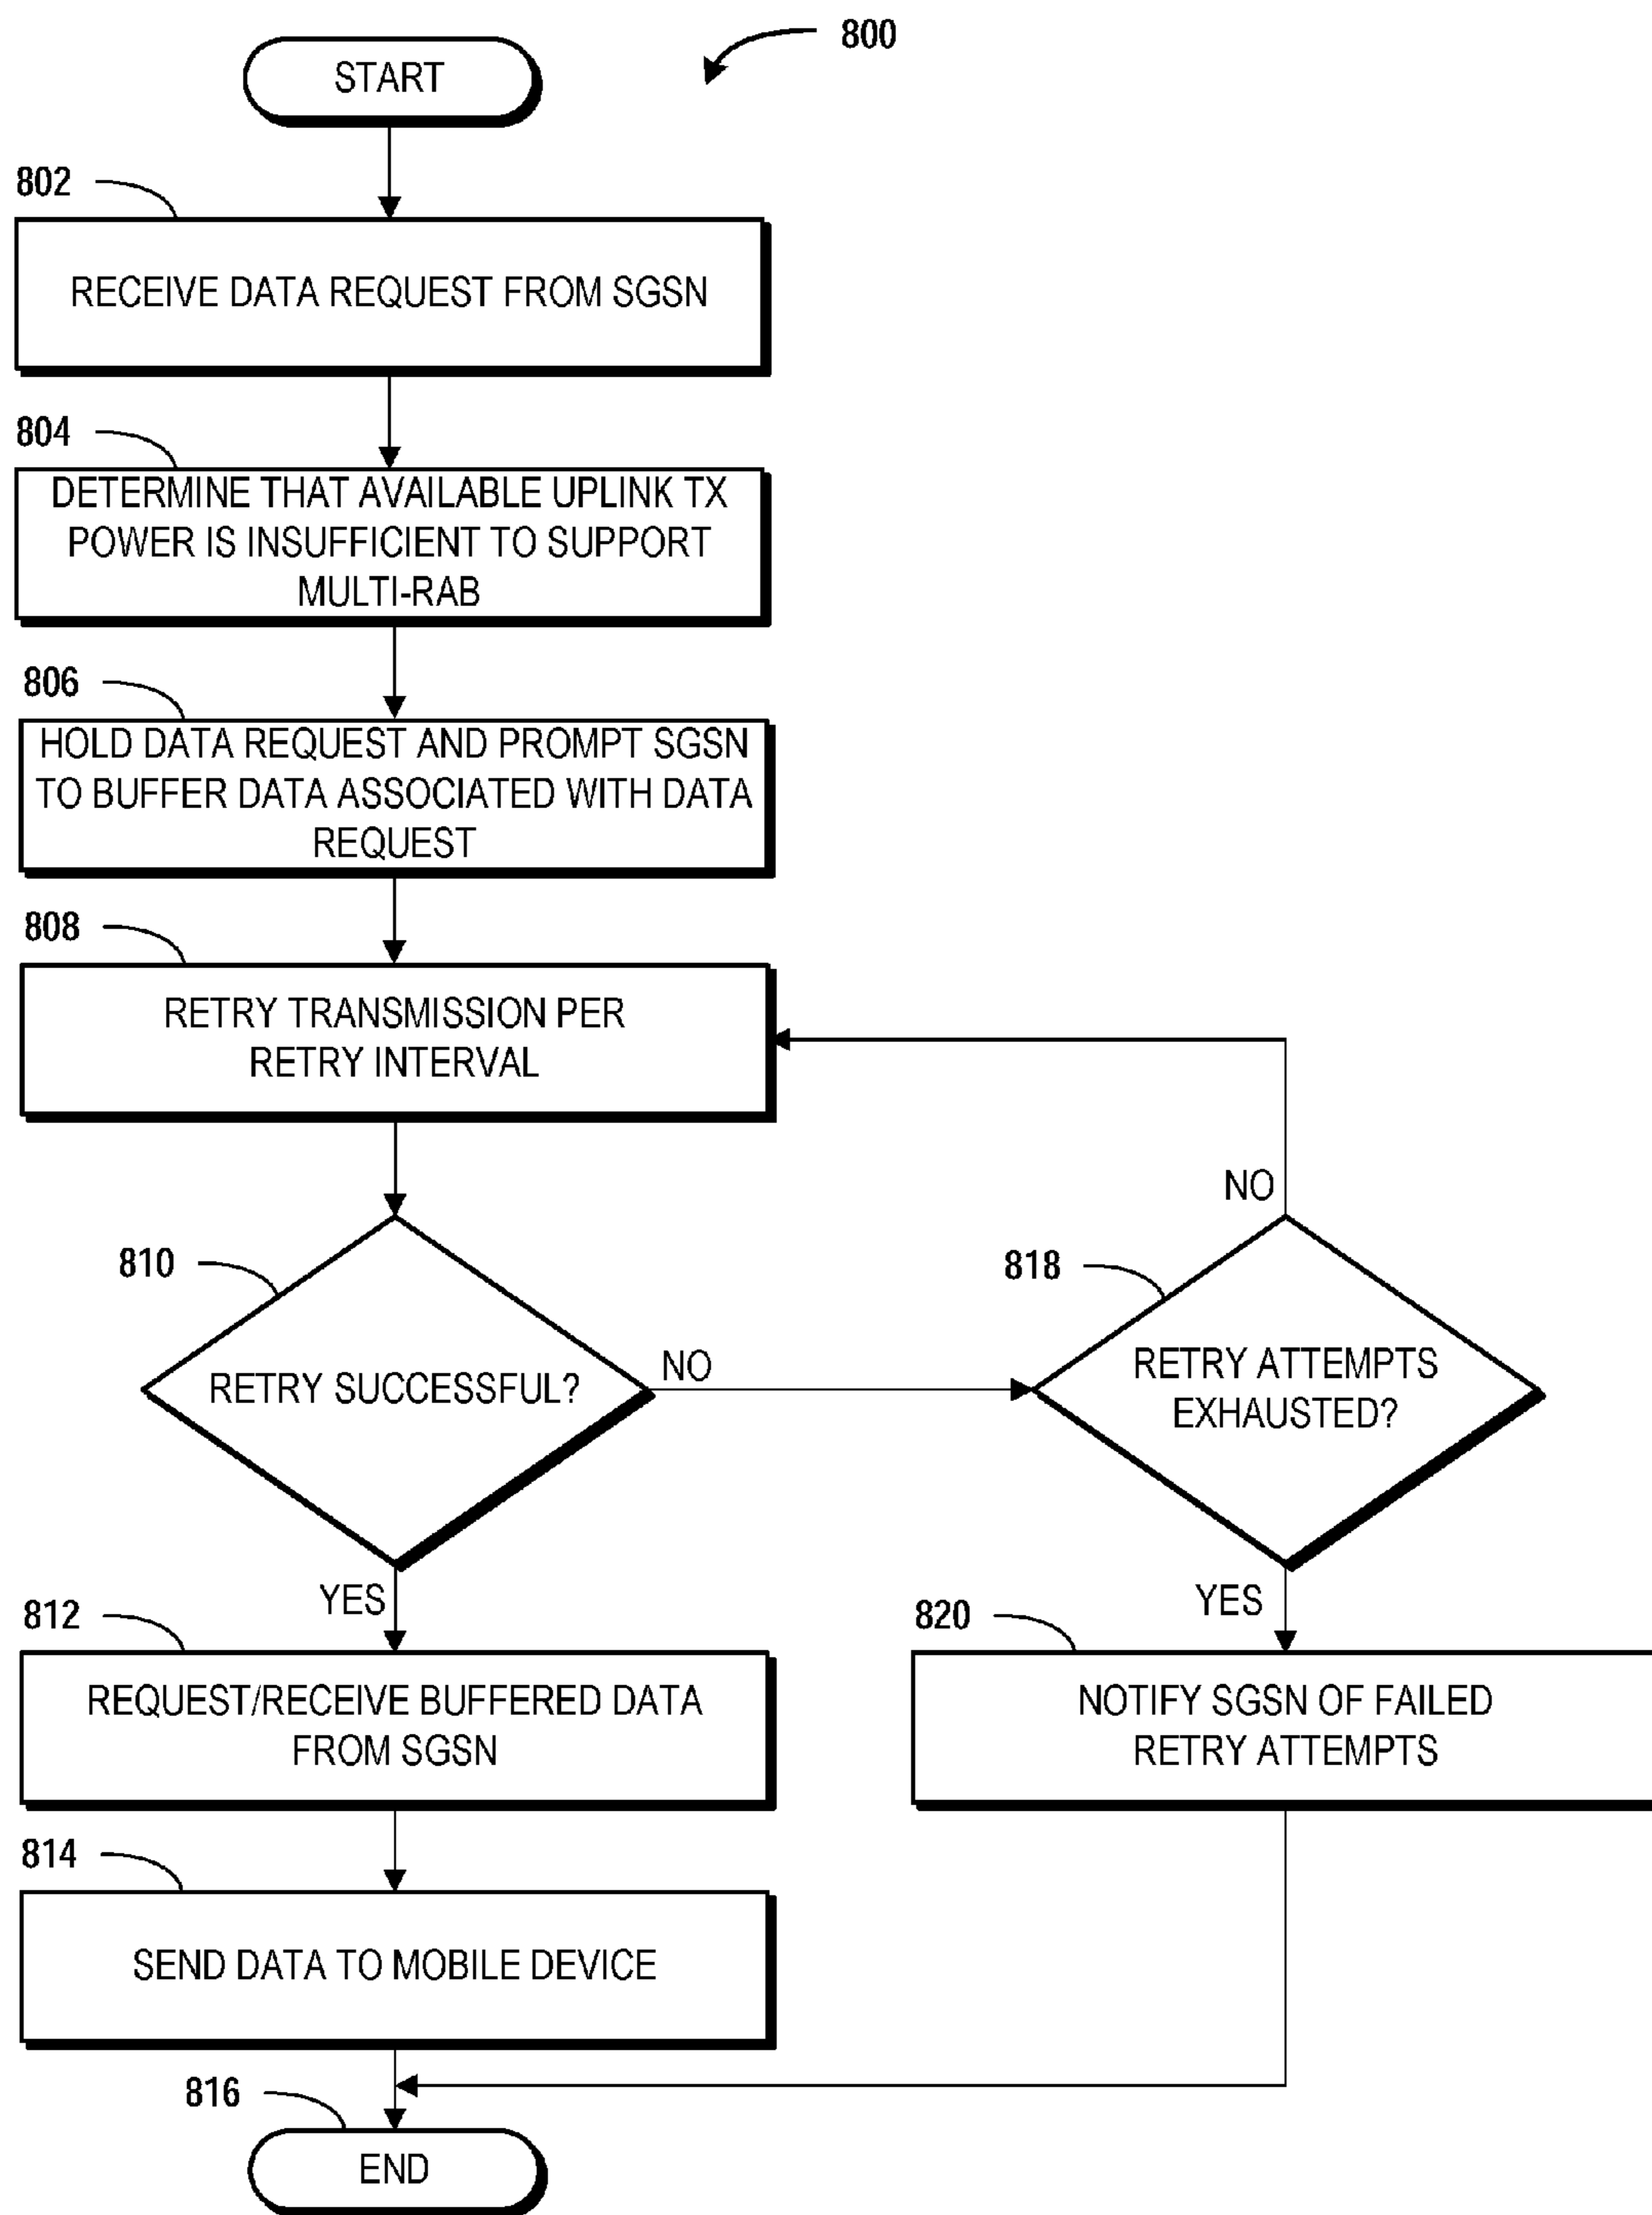 800
START
802
RECEIVE DATA REQUEST FROM SGSN
804
DETERMINE THAT AVAILABLE UPLINK TX
POWER IS INSUFFICIENT TO SUPPORT
MULTI-RAB
806
HOLD DATA REQUEST AND PROMPT SGSN
TO BUFFER DATA ASSOCIATED WITH DATA
REQUEST
808
RETRY TRANSMISSION PER
RETRY INTERVAL
810
RETRY SUCCESSFUL?
NO
818
RETRY ATTEMPTS
EXHAUSTED?
NO
YES
812
REQUEST/RECEIVE BUFFERED DATA
FROM SGSN
YES
820
NOTIFY SGSN OF FAILED
RETRY ATTEMPTS
814
SEND DATA TO MOBILE DEVICE
816
END